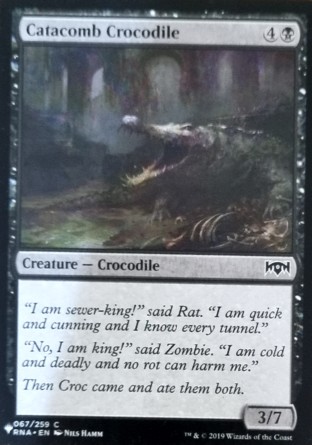 Catacomb Crocodile 4
Creature — Crocodile
"I am sewer-king!" said Rat. "I am quick
and cunning and I know every tunnel."
"No, I am king!" said Zombie. "I am cold
and deadly and no rot can harm me."
Then Croc came and ate them both.
3/7
067/259 C
RNA • EN Nils Hamm
™ & © 2019 Wizards of the Coast